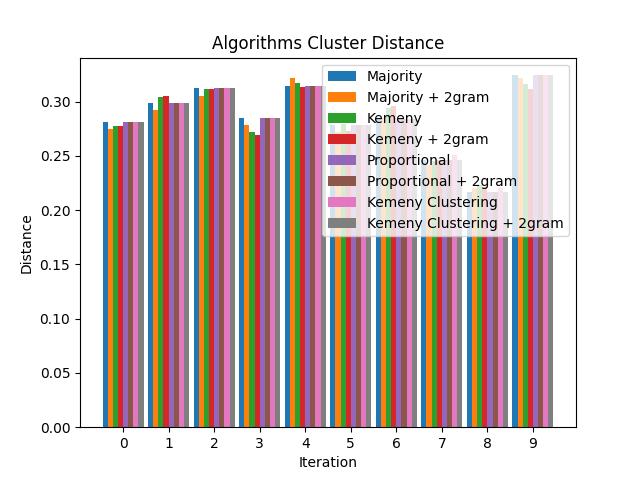 Algorithms Cluster Distance
Majority
Majority + 2gram
Kemeny
Kemeny + 2gram
Proportional
Proportional + 2gram
Kemeny Clustering
Kemeny Clustering + 2gram
Distance
0.30
0.25
0.20
0.15
0.10
0.05
0.00
0 1 2 3 4 5 6 7 8 9
Iteration